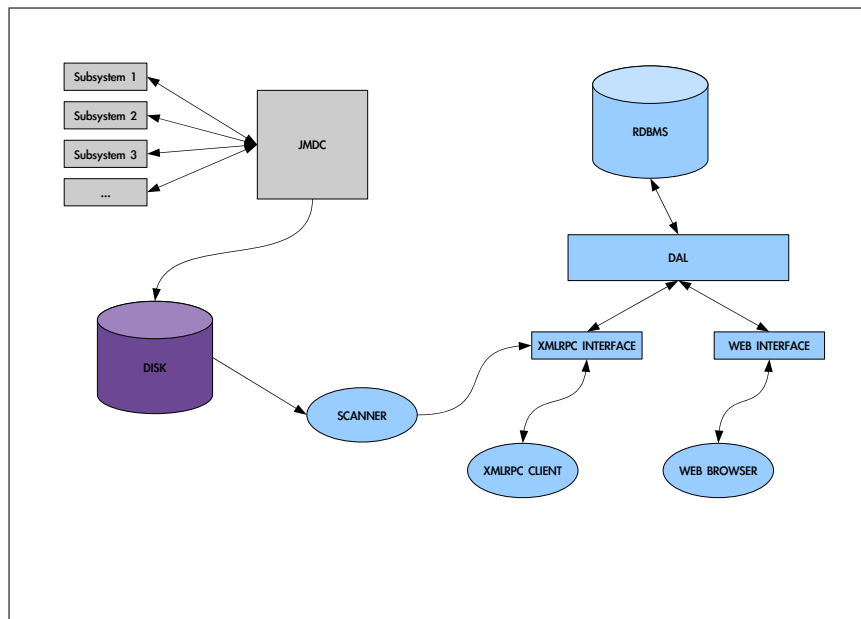 Subsystem 1
Subsystem 2
Subsystem 3
...
JMDC
RDBMS
DAL
DISK
XMLRPC INTERFACE
WEB INTERFACE
SCANNER
XMLRPC CLIENT
WEB BROWSER